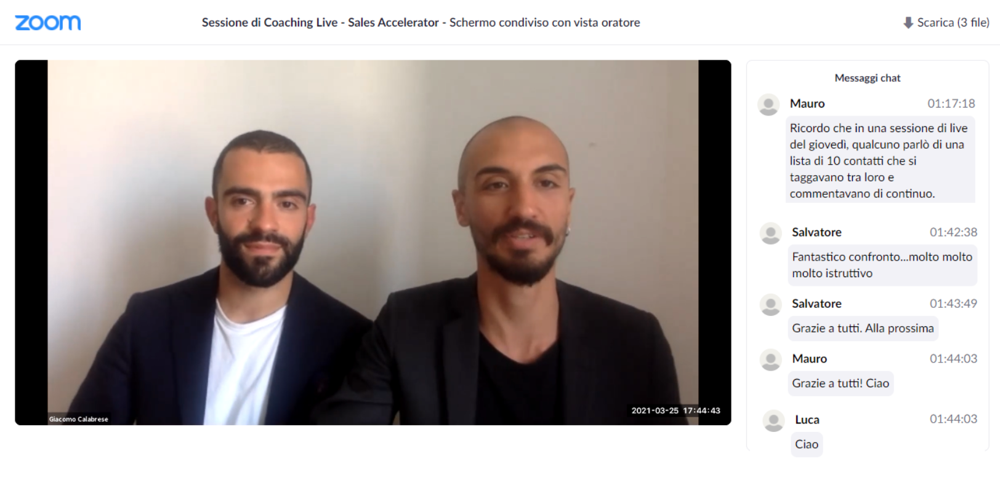 zoom
Sessione di Coaching Live - Sales Accelerator - Schermo condiviso con vista oratore
Scarica (3 file)
Giacomo Calabrese
2021-03-25 17:44:43
Messaggi chat
Mauro 01:17:18
Ricordo che in una sessione di live
del giovedì, qualcuno parlò di una
lista di 10 contatti che si
taggavano tra loro e
commentavano di continuo.
Salvatore 01:42:38
Fantastico confronto...molto molto
molto istruttivo
Salvatore 01:43:49
Grazie a tutti. Alla prossima
Mauro 01:44:03
Grazie a tutti! Ciao
Luca 01:44:03
Ciao